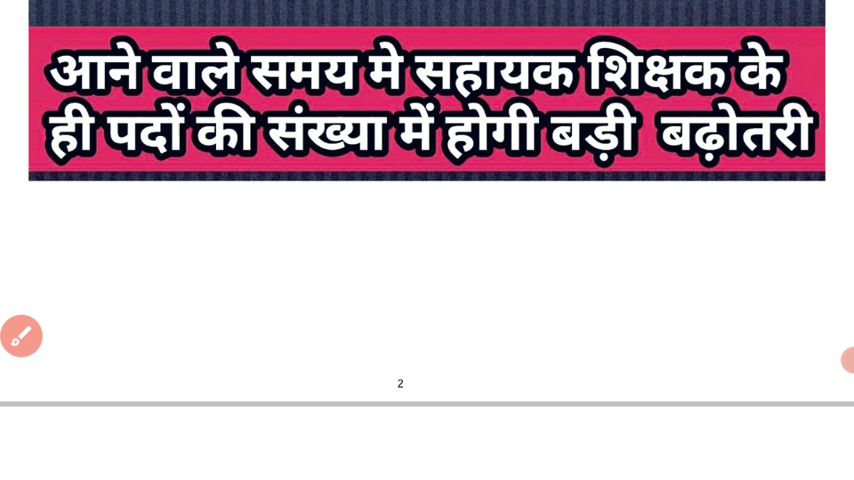 आने वाले समय मे सहायक शिक्षक के
ही पदों की संख्या में होगी बड़ी बढ़ोतरी
2